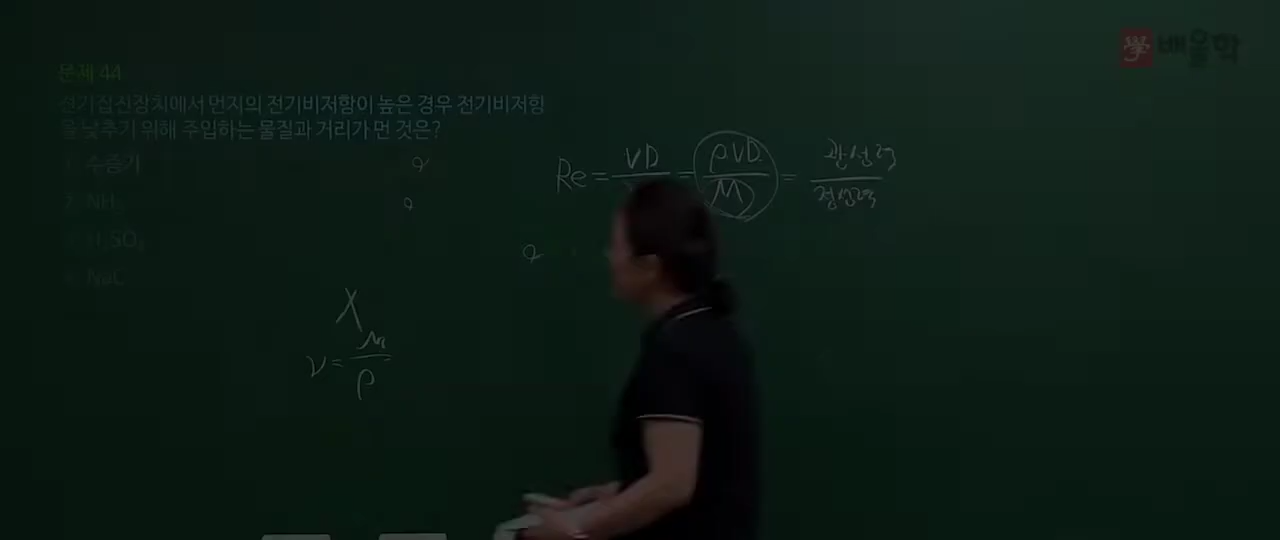 배울학
문제 44
전기집진장치에서 먼지의 전기비저항이 높은 경우 전기비저항
을 낮추기 위해 주입하는 물질과 거리가 먼 것은?
1. 수증기
2. NH₃
3. H₂SO₄
4. NaCl
Re = VD = ρVD / μ = 관성력 / 점성력
X
ν = μ / ρ